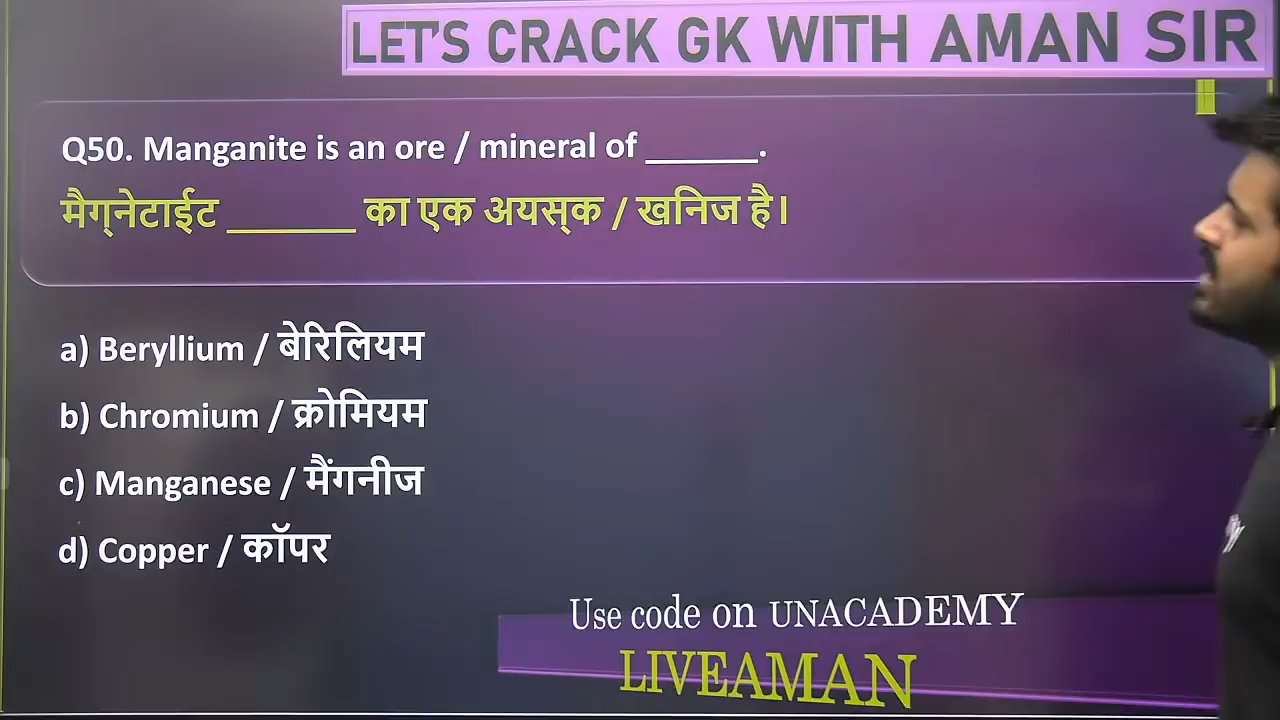 LET'S CRACK GK WITH AMAN SIR
Q50. Manganite is an ore / mineral of ______.
मैग्नेटाईट ______ का एक अयस्क / खनिज है।
a) Beryllium / बेरिलियम
b) Chromium / क्रोमियम
c) Manganese / मैंगनीज
d) Copper / कॉपर
Use code on UNACADEMY
LIVEAMAN